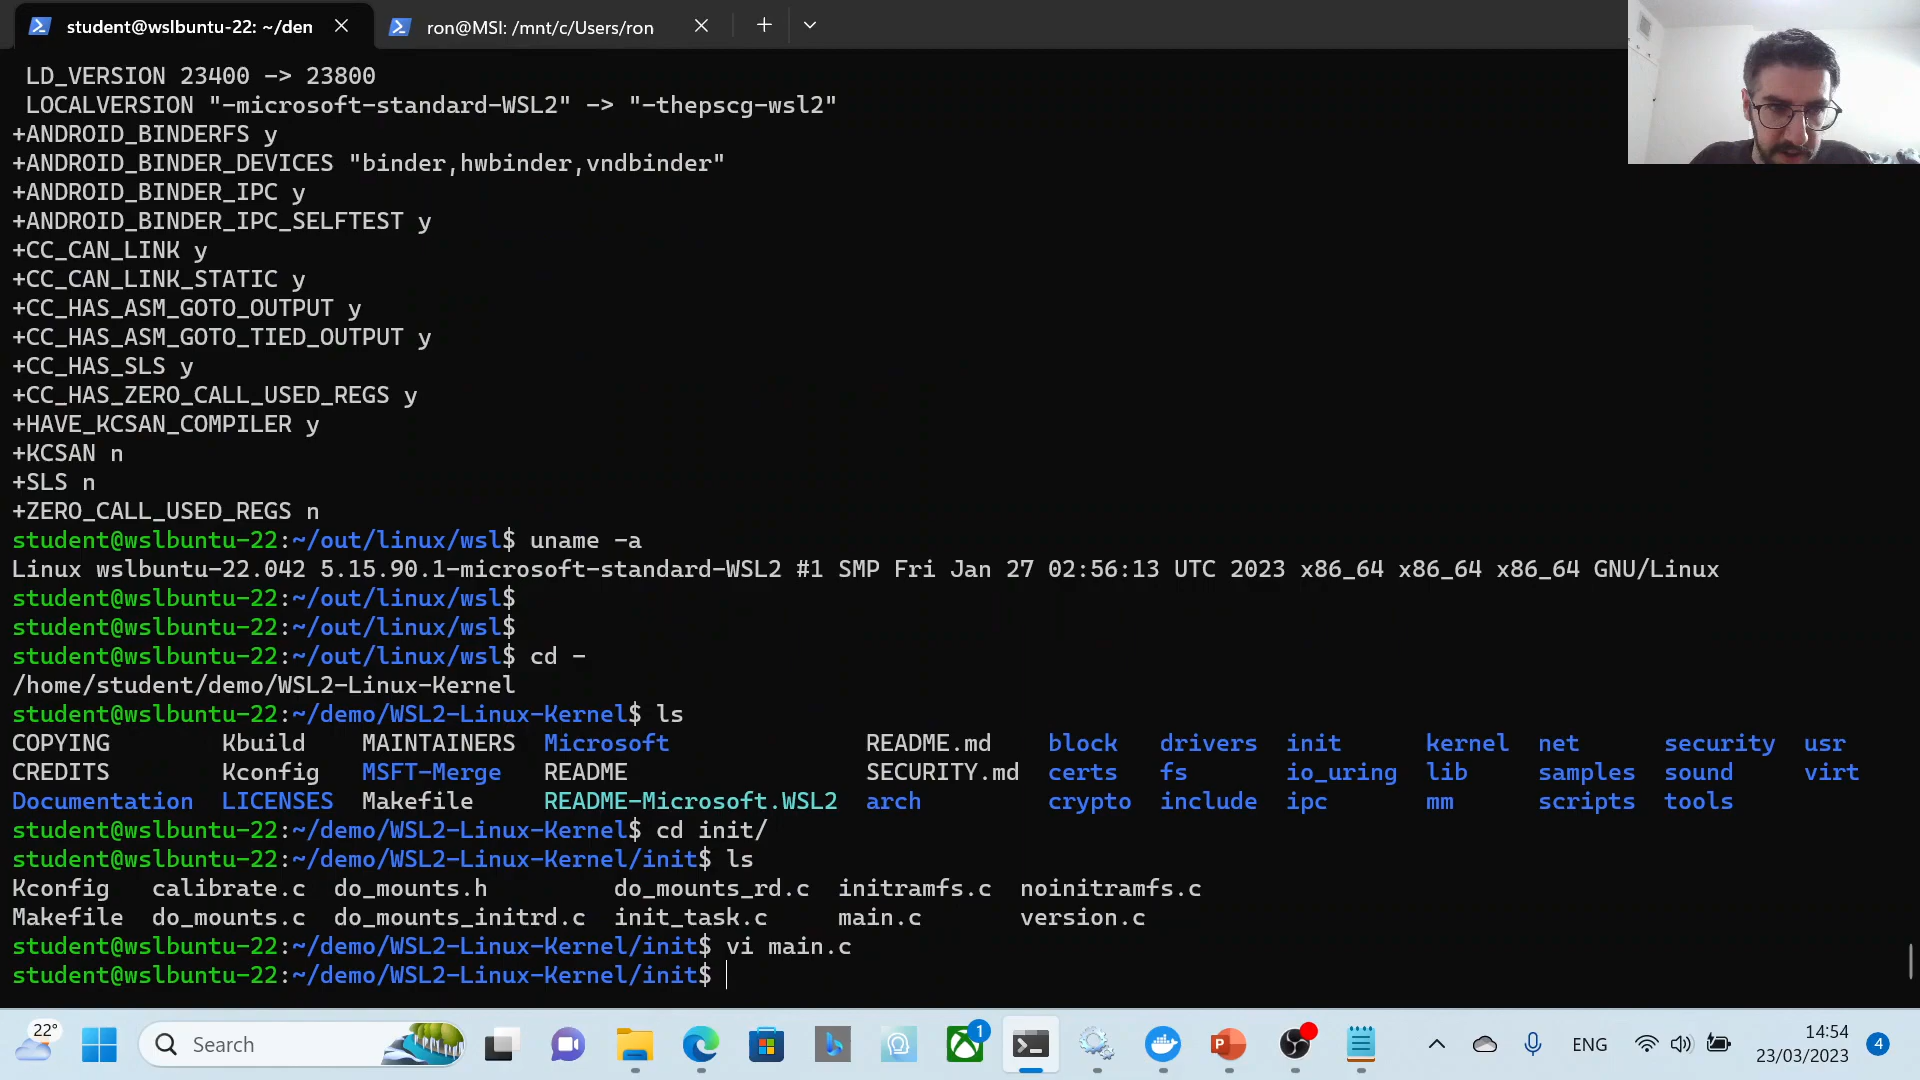 student@wslbuntu-22: ~/den
ron@MSI: /mnt/c/Users/ron
LD_VERSION 23400 -> 23800
LOCALVERSION "-microsoft-standard-WSL2" -> "-thepscg-wsl2"
+ANDROID_BINDERFS y
+ANDROID_BINDER_DEVICES "binder,hwbinder,vndbinder"
+ANDROID_BINDER_IPC y
+ANDROID_BINDER_IPC_SELFTEST y
+CC_CAN_LINK y
+CC_CAN_LINK_STATIC y
+CC_HAS_ASM_GOTO_OUTPUT y
+CC_HAS_ASM_GOTO_TIED_OUTPUT y
+CC_HAS_SLS y
+CC_HAS_ZERO_CALL_USED_REGS y
+HAVE_KCSAN_COMPILER y
+KCSAN n
+SLS n
+ZERO_CALL_USED_REGS n
student@wslbuntu-22:~/out/linux/wsl$ uname -a
Linux wslbuntu-22.042 5.15.90.1-microsoft-standard-WSL2 #1 SMP Fri Jan 27 02:56:13 UTC 2023 x86_64 x86_64 x86_64 GNU/Linux
student@wslbuntu-22:~/out/linux/wsl$
student@wslbuntu-22:~/out/linux/wsl$
student@wslbuntu-22:~/out/linux/wsl$ cd -
/home/student/demo/WSL2-Linux-Kernel
student@wslbuntu-22:~/demo/WSL2-Linux-Kernel$ ls
COPYING Kbuild MAINTAINERS Microsoft README.md block drivers init kernel net security usr
CREDITS Kconfig MSFT-Merge README SECURITY.md certs fs io_uring lib samples sound virt
Documentation LICENSES Makefile README-Microsoft.WSL2 arch crypto include ipc mm scripts tools
student@wslbuntu-22:~/demo/WSL2-Linux-Kernel$ cd init/
student@wslbuntu-22:~/demo/WSL2-Linux-Kernel/init$ ls
Kconfig calibrate.c do_mounts.h do_mounts_rd.c initramfs.c noinitramfs.c
Makefile do_mounts.c do_mounts_initrd.c init_task.c main.c version.c
student@wslbuntu-22:~/demo/WSL2-Linux-Kernel/init$ vi main.c
student@wslbuntu-22:~/demo/WSL2-Linux-Kernel/init$
22°
Search
1
ENG
14:54
23/03/2023
4